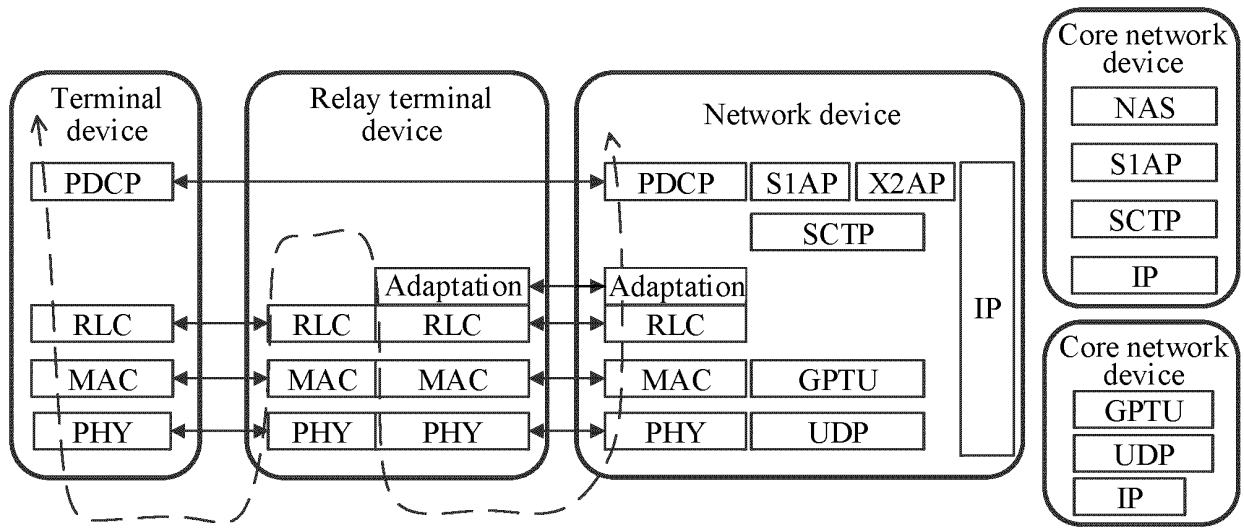 Terminal
device
PDCP
RLC
MAC
PHY
Relay terminal
device
Adaptation
RLC RLC
MAC MAC
PHY PHY
Network device
PDCP S1AP X2AP
SCTP
Adaptation
RLC
MAC GPTU
PHY UDP
IP
Core network
device
NAS
S1AP
SCTP
IP
Core network
device
GPTU
UDP
IP